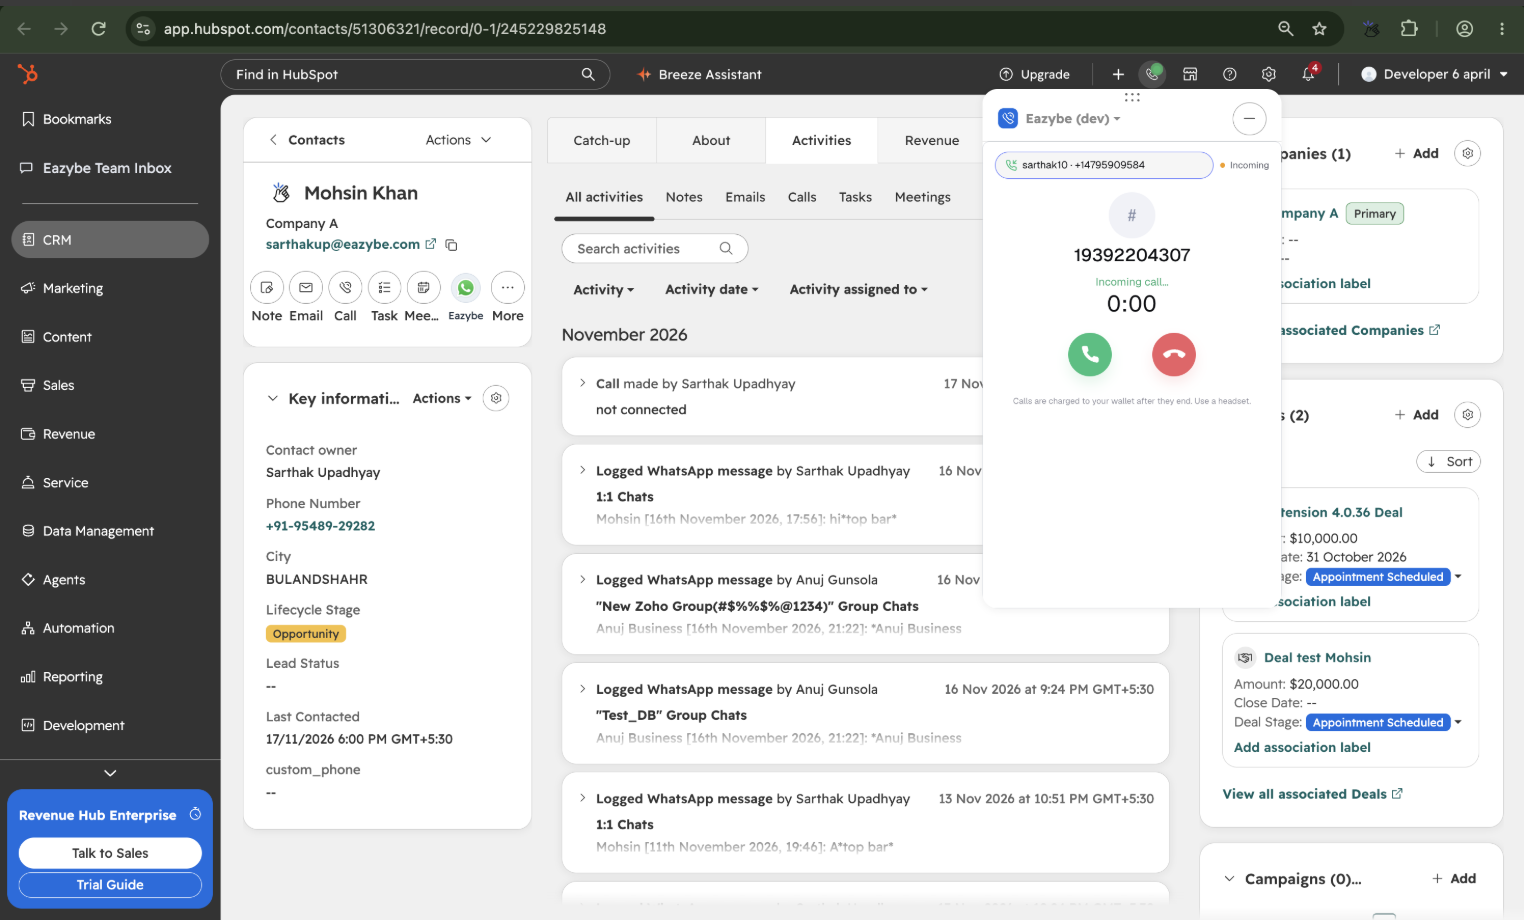 app.hubspot.com/contacts/51306321/record/0-1/245229825148
Find in HubSpot
Breeze Assistant
Upgrade
4
Developer 6 april
Bookmarks
Eazybe Team Inbox
CRM
Marketing
Content
Sales
Revenue
Service
Data Management
Agents
Automation
Reporting
Development
Revenue Hub Enterprise
Talk to Sales
Trial Guide
Contacts
Actions
Mohsin Khan
Company A
sarthakup@eazybe.com
Note Email Call Task Mee... Eazybe More
Key informati... Actions
Contact owner
Sarthak Upadhyay
Phone Number
+91-95489-29282
City
BULANDSHAHR
Lifecycle Stage
Opportunity
Lead Status
--
Last Contacted
17/11/2026 6:00 PM GMT+5:30
custom_phone
--
Catch-up About Activities Revenue
All activities Notes Emails Calls Tasks Meetings
Search activities
Activity Activity date Activity assigned to
November 2026
Call made by Sarthak Upadhyay 17 Nov
not connected
Logged WhatsApp message by Sarthak Upadhyay 16 Nov
1:1 Chats
Mohsin [16th November 2026, 17:56]: hi*top bar*
Logged WhatsApp message by Anuj Gunsola 16 Nov
"New Zoho Group(#$%%$%@1234)" Group Chats
Anuj Business [16th November 2026, 21:22]: *Anuj Business
Logged WhatsApp message by Anuj Gunsola 16 Nov 2026 at 9:24 PM GMT+5:30
"Test_DB" Group Chats
Anuj Business [16th November 2026, 21:22]: *Anuj Business
Logged WhatsApp message by Sarthak Upadhyay 13 Nov 2026 at 10:51 PM GMT+5:30
1:1 Chats
Mohsin [11th November 2026, 19:46]: A*top bar*
Eazybe (dev)
sarthak10 · +14795909584 Incoming
#
19392204307
Incoming call...
0:00
Calls are charged to your wallet after they end. Use a headset.
panies (1) + Add
mpany A Primary
: --
--
sociation label
associated Companies
s (2) + Add
Sort
tension 4.0.36 Deal
: $10,000.00
ate: 31 October 2026
age: Appointment Scheduled
sociation label
Deal test Mohsin
Amount: $20,000.00
Close Date: --
Deal Stage: Appointment Scheduled
Add association label
View all associated Deals
Campaigns (0)... + Add